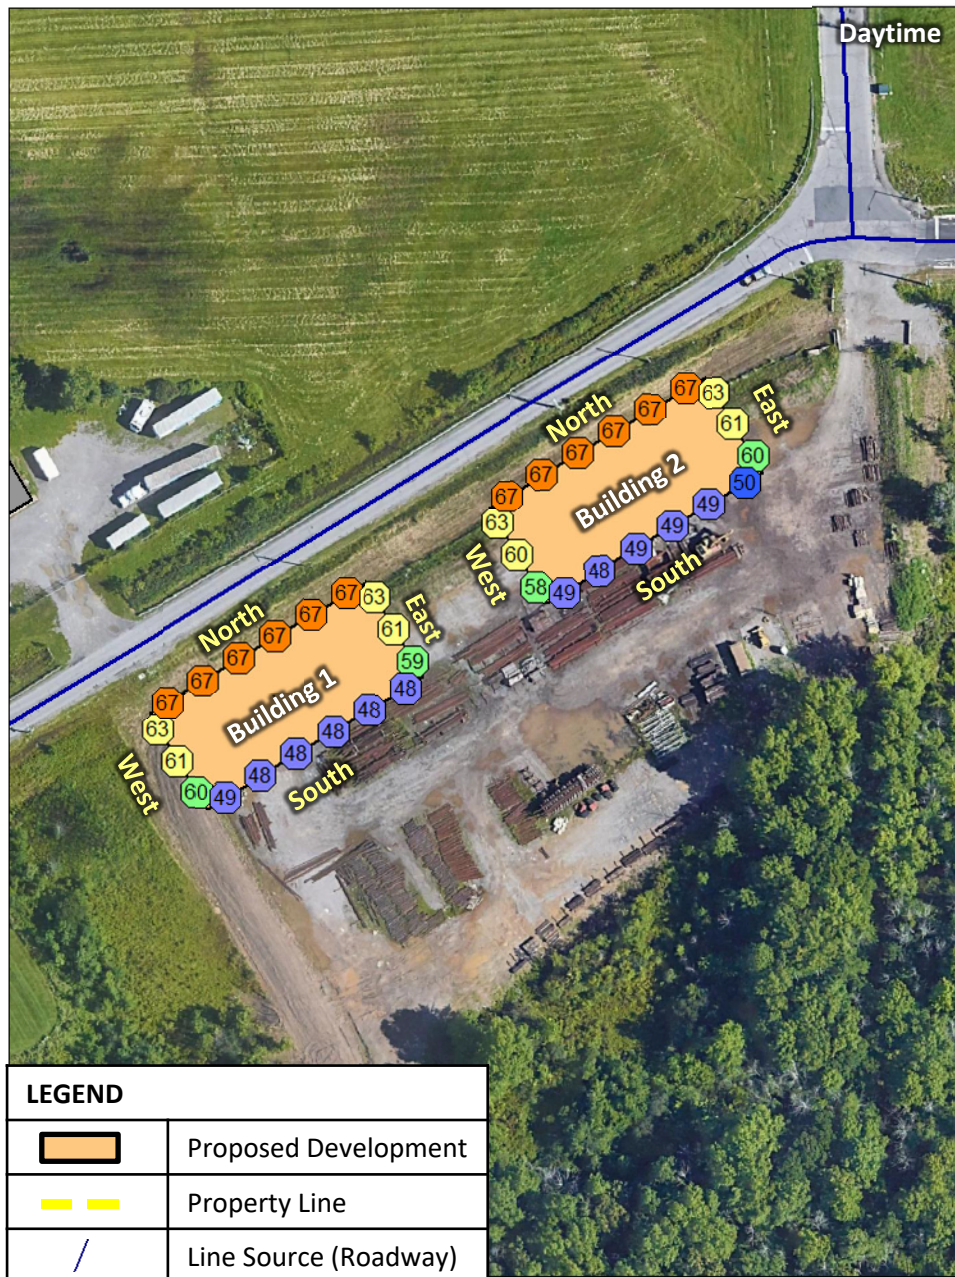 Daytime
North
67 67 67 67 67 67 63
61
East
60
50
49
49
49
48
49
58
60
63
West
Building 2
South
North
67 67 67 67 67 67 63
61
East
59
48
48
48
48
48
49
60
61
63
West
Building 1
South
LEGEND
Proposed Development
Property Line
Line Source (Roadway)